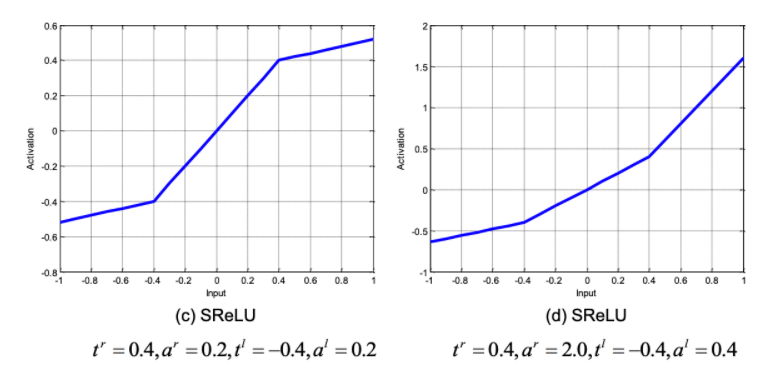 0.6
0.4
0.2
0
-0.2
-0.4
-0.6
-0.8
Activation
-1 -0.8 -0.6 -0.4 -0.2 0 0.2 0.4 0.6 0.8 1
Input
(c) SReLU
t^r = 0.4, a^r = 0.2, t^l = −0.4, a^l = 0.2
2
1.5
1
0.5
0
-0.5
-1
Activation
-1 -0.8 -0.6 -0.4 -0.2 0 0.2 0.4 0.6 0.8 1
Input
(d) SReLU
t^r = 0.4, a^r = 2.0, t^l = −0.4, a^l = 0.4